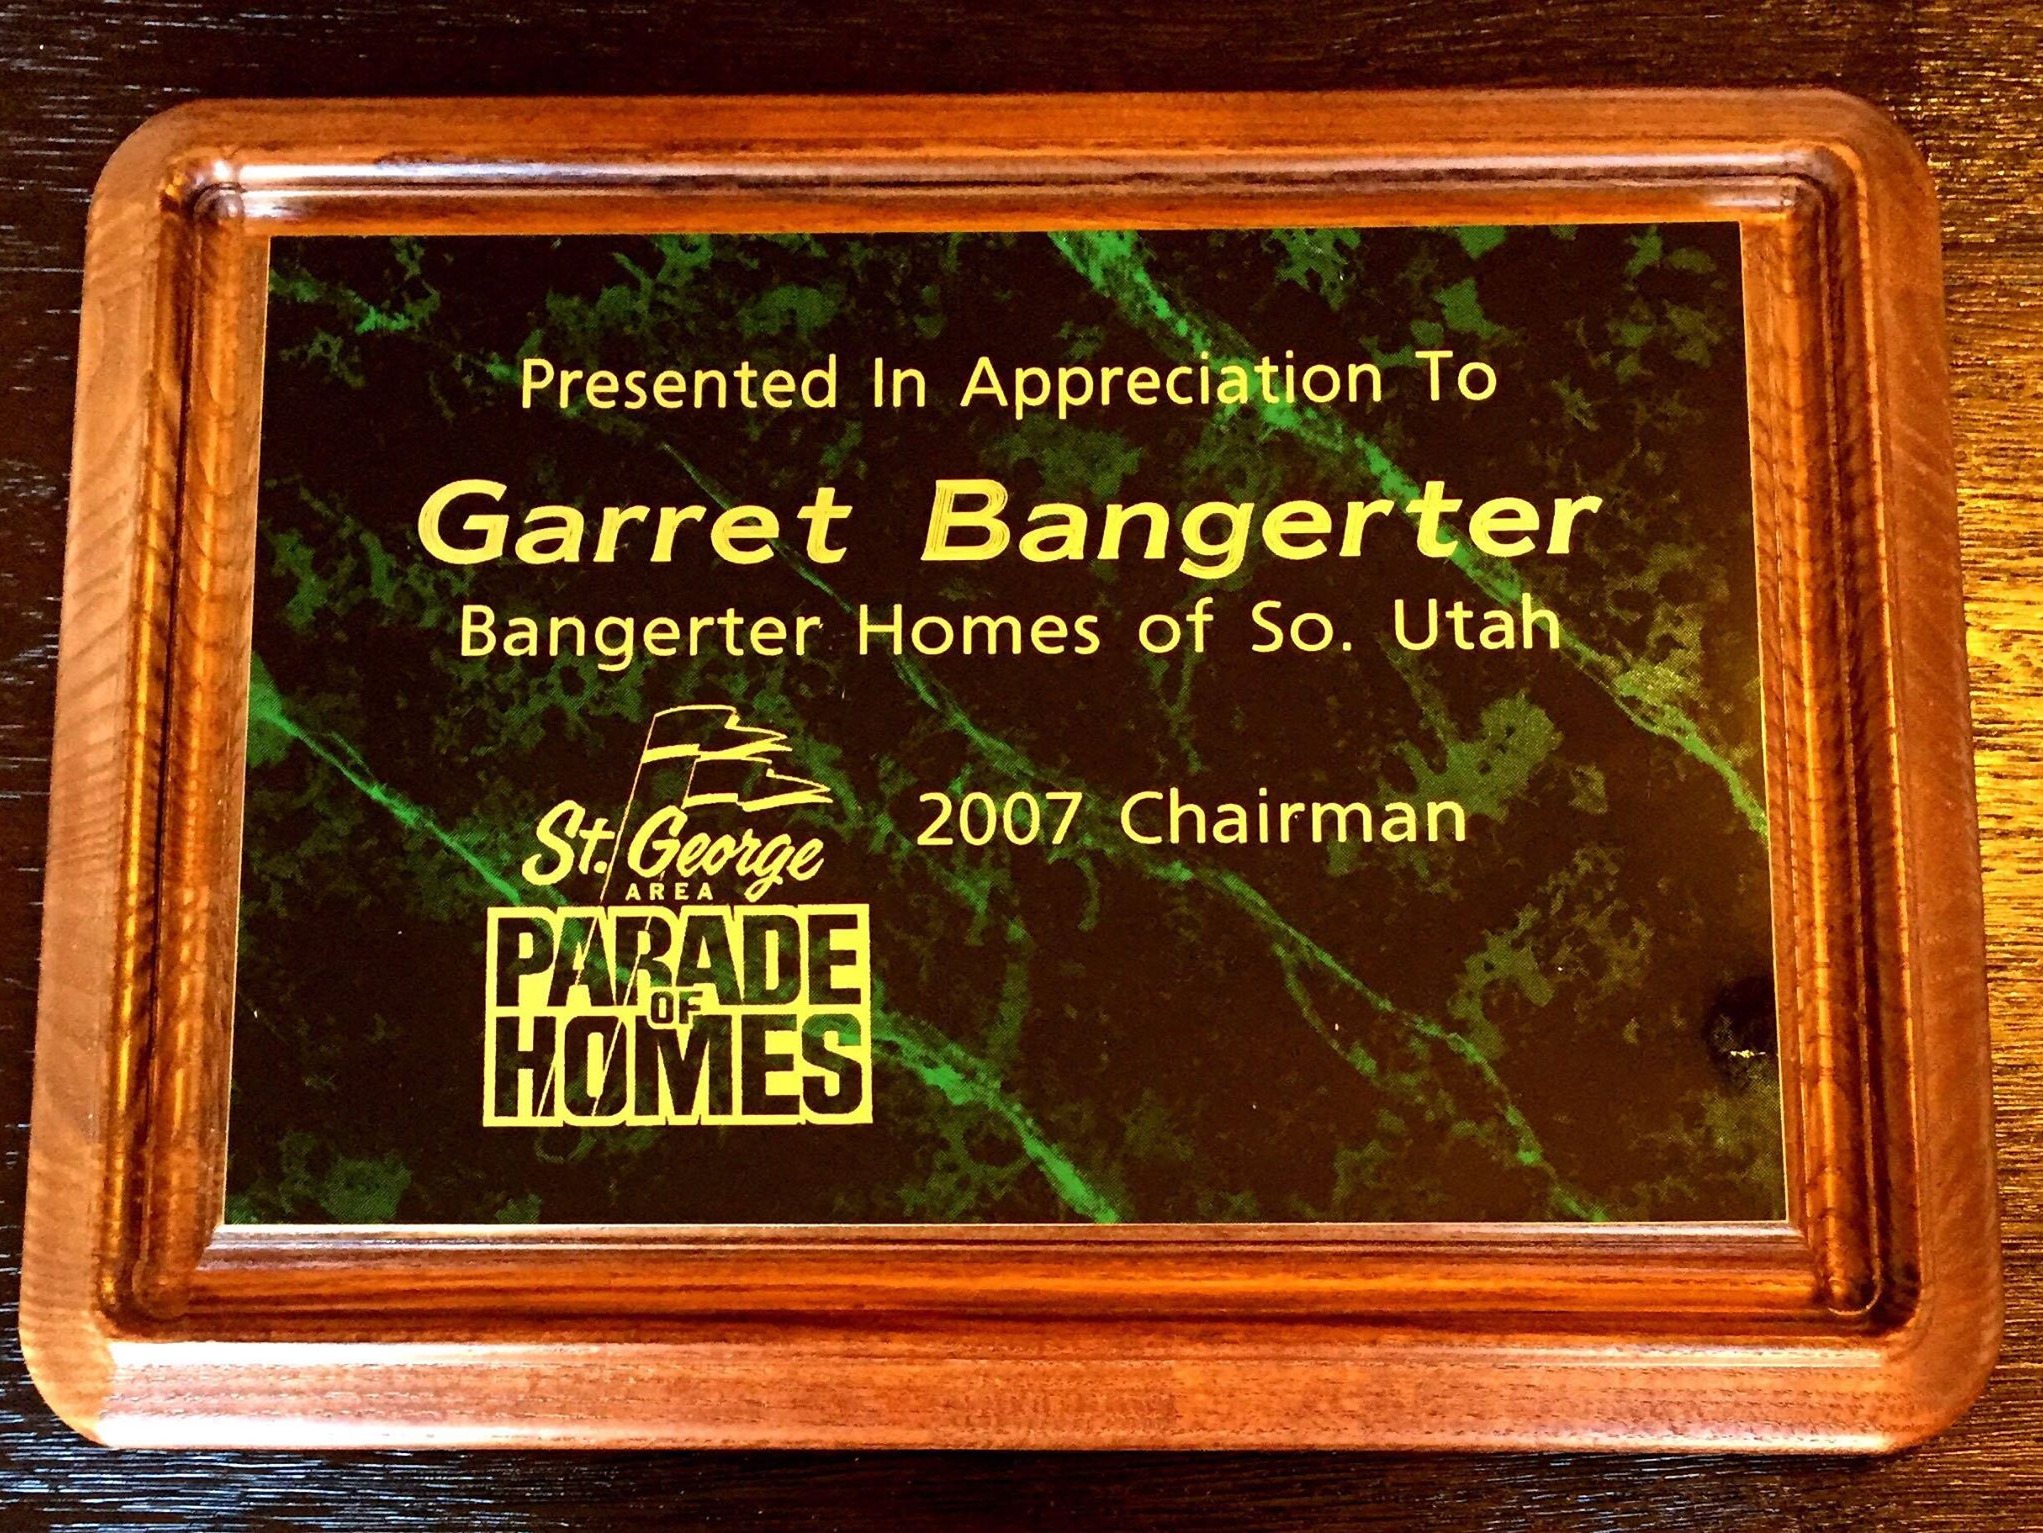 Presented In Appreciation To
Garret Bangerter
Bangerter Homes of So. Utah
2007 Chairman
St. George
AREA
PARADE
OF
HOMES